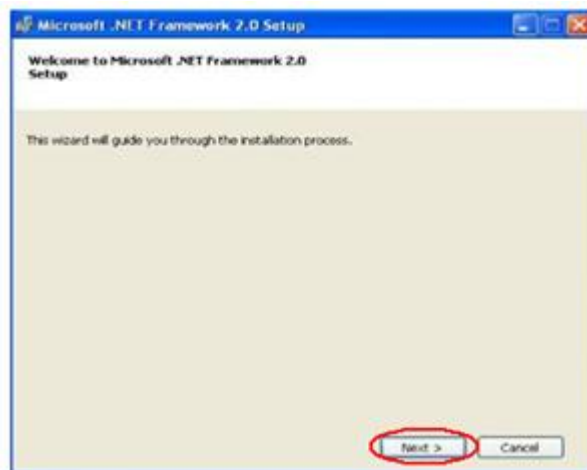 Microsoft .NET Framework 2.0 Setup
Welcome to Microsoft .NET Framework 2.0
Setup
This wizard will guide you through the installation process.
Next >
Cancel